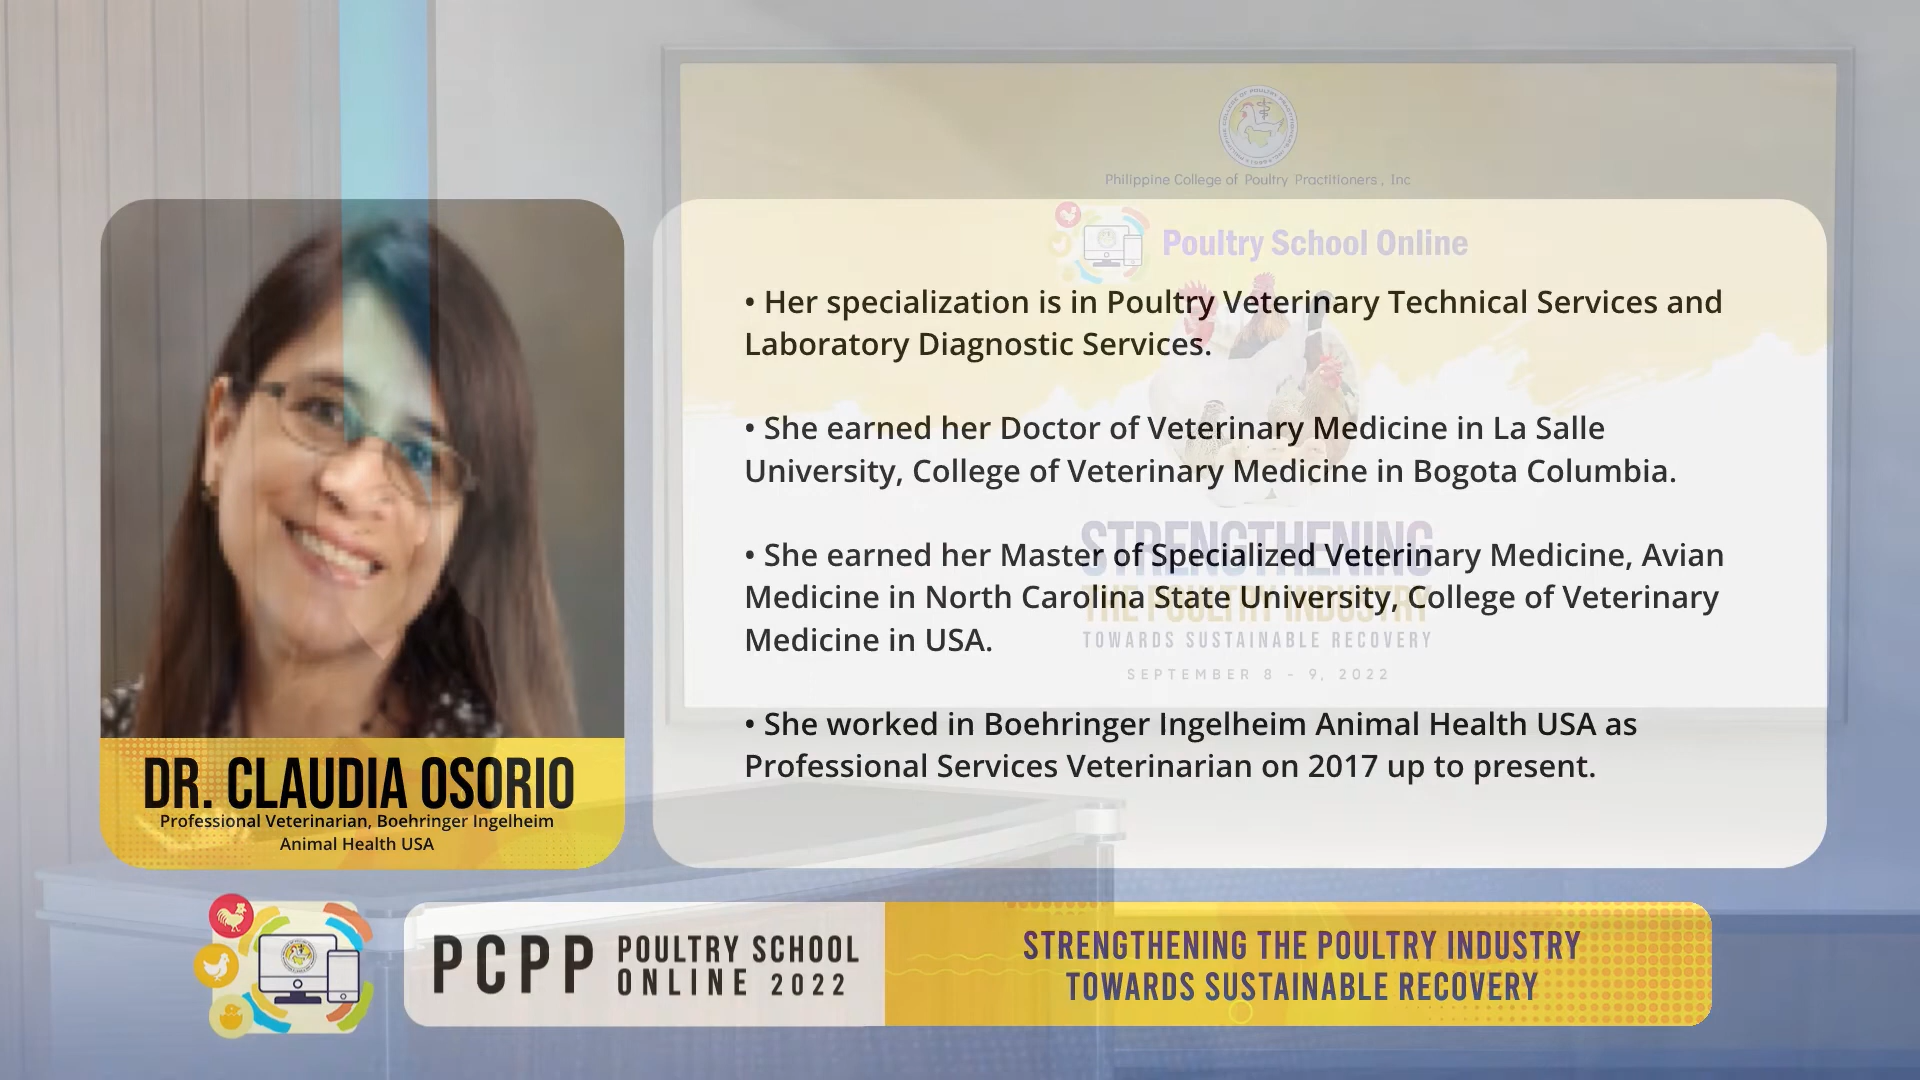 Philippine College of Poultry Practitioners, Inc
Poultry School Online
• Her specialization is in Poultry Veterinary Technical Services and
Laboratory Diagnostic Services.
• She earned her Doctor of Veterinary Medicine in La Salle
University, College of Veterinary Medicine in Bogota Columbia.
• She earned her Master of Specialized Veterinary Medicine, Avian
Medicine in North Carolina State University, College of Veterinary
Medicine in USA.
• She worked in Boehringer Ingelheim Animal Health USA as
Professional Services Veterinarian on 2017 up to present.
STRENGTHENING
THE POULTRY INDUSTRY
TOWARDS SUSTAINABLE RECOVERY
SEPTEMBER 8 - 9, 2022
DR. CLAUDIA OSORIO
Professional Veterinarian, Boehringer Ingelheim
Animal Health USA
PCPP POULTRY SCHOOL
ONLINE 2022
STRENGTHENING THE POULTRY INDUSTRY
TOWARDS SUSTAINABLE RECOVERY